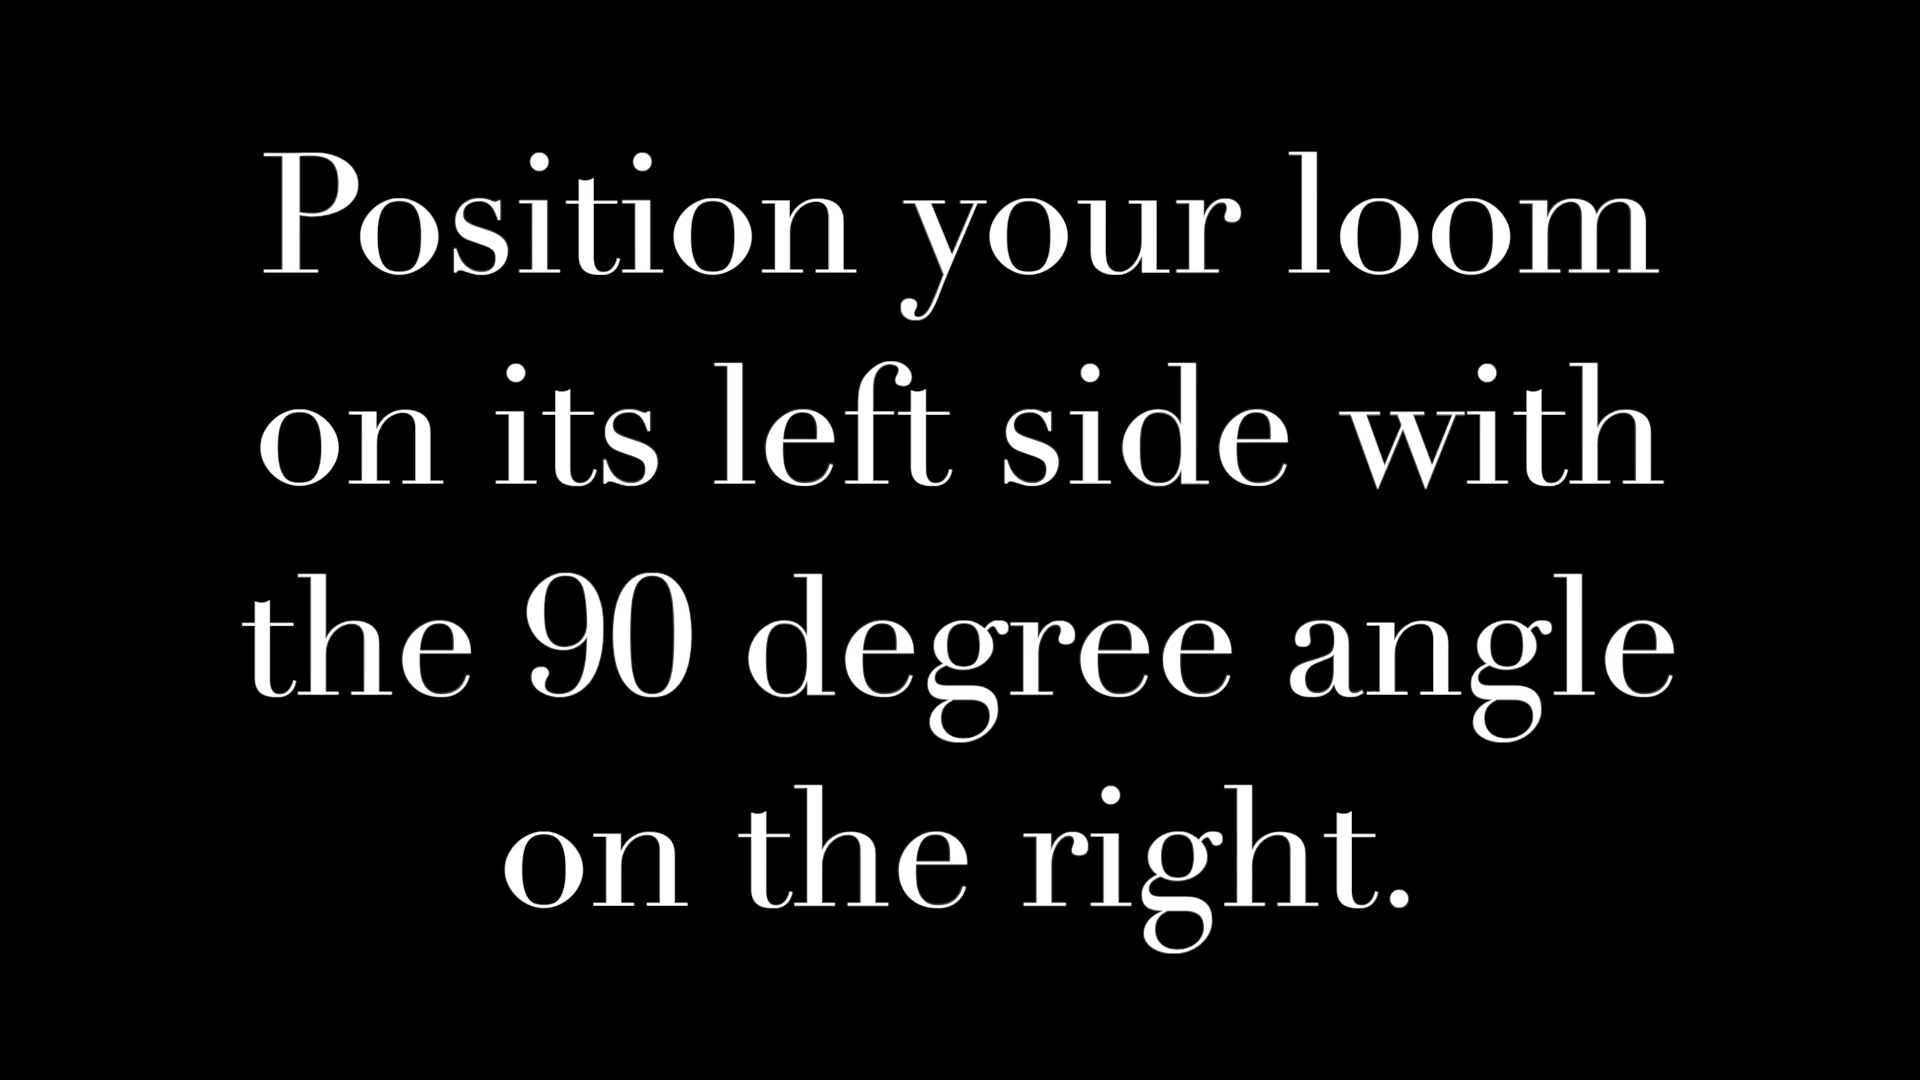 Position your loom
on its left side with
the 90 degree angle
on the right.